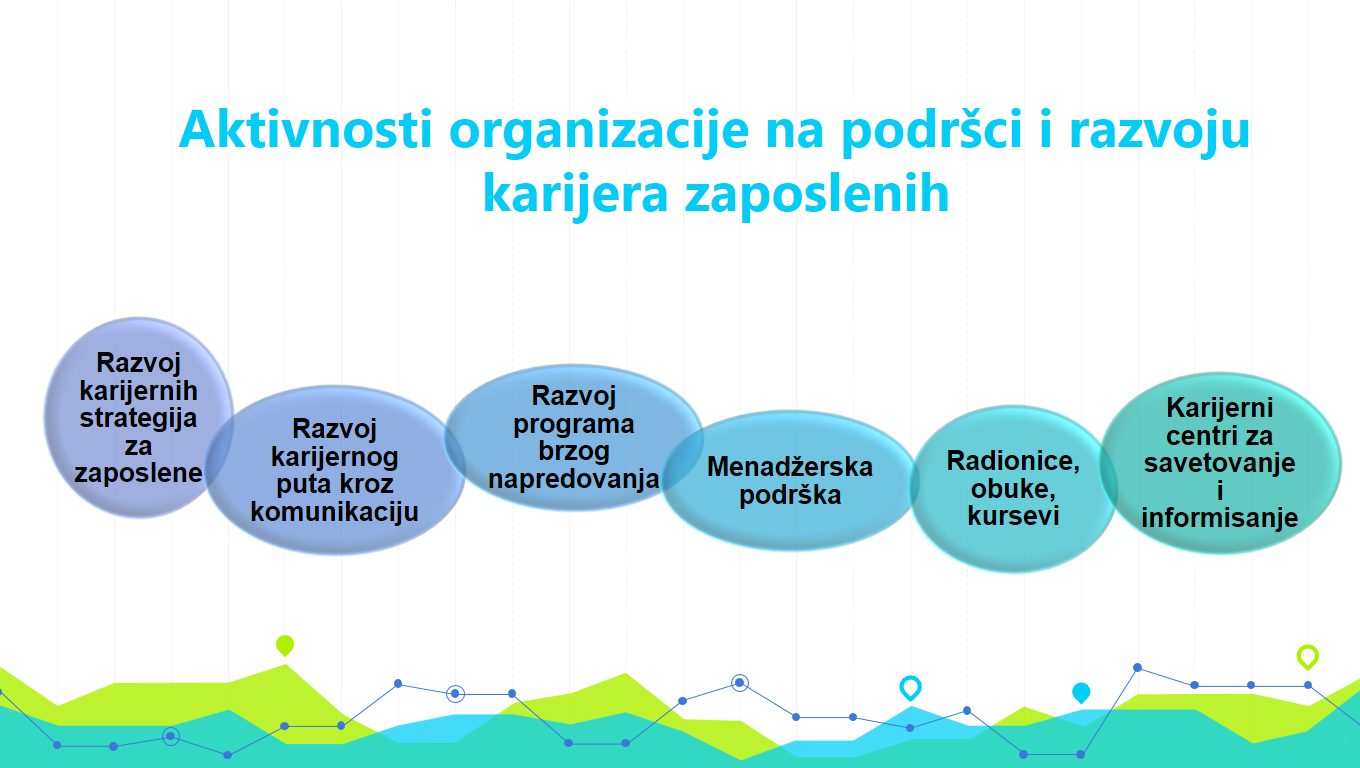 Aktivnosti organizacije na podršci i razvoju
karijera zaposlenih
Razvoj
karijernih
strategija
za
zaposlene
Razvoj
karijernog
puta kroz
komunikaciju
Razvoj
programa
brzog
napredovanja
Menadžerska
podrška
Radionice,
obuke,
kursevi
Karijerni
centri za
savetovanje
i
informisanje